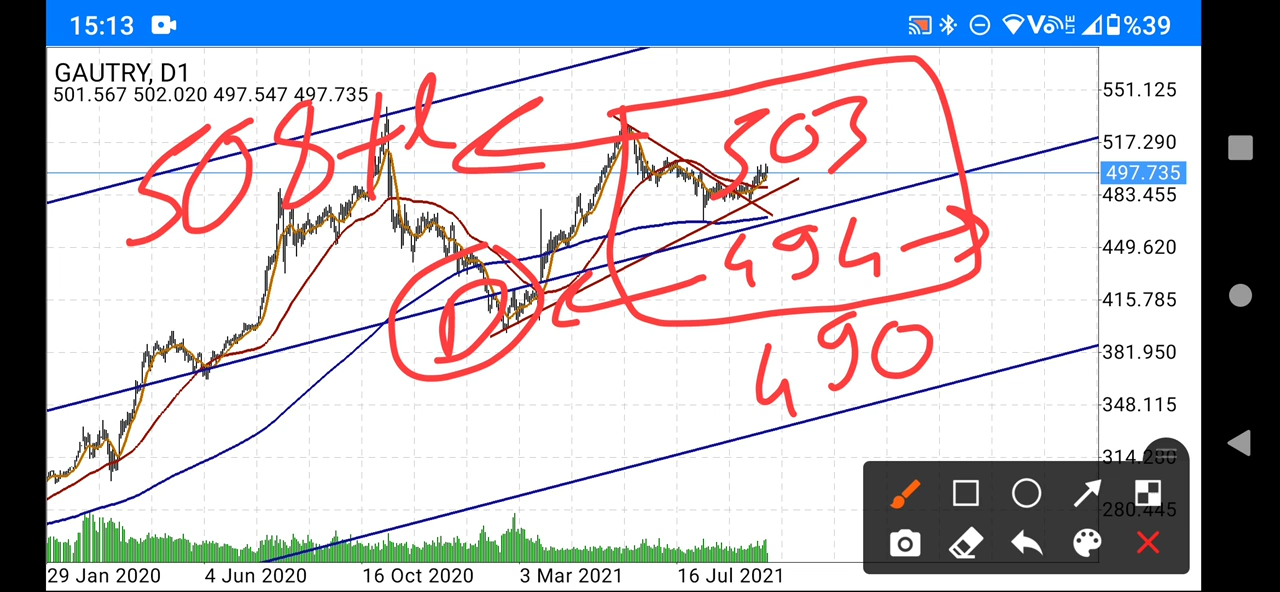 15:13 %39
GAUTRY, D1
501.567 502.020 497.547 497.735
508 tl
503
494
490
D
551.125
517.290
497.735
483.455
449.620
415.785
381.950
348.115
314.280
280.445
29 Jan 2020 4 Jun 2020 16 Oct 2020 3 Mar 2021 16 Jul 2021